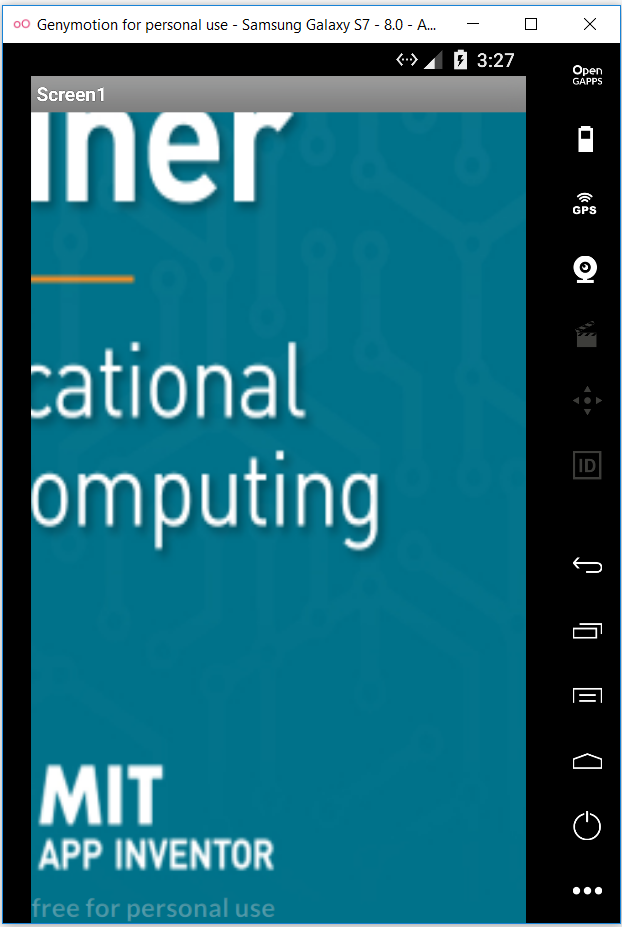 Genymotion for personal use - Samsung Galaxy S7 - 8.0 - A...
3:27
Open
GAPPS
Screen1
iner
GPS
cational
omputing
ID
MIT
APP INVENTOR
free for personal use